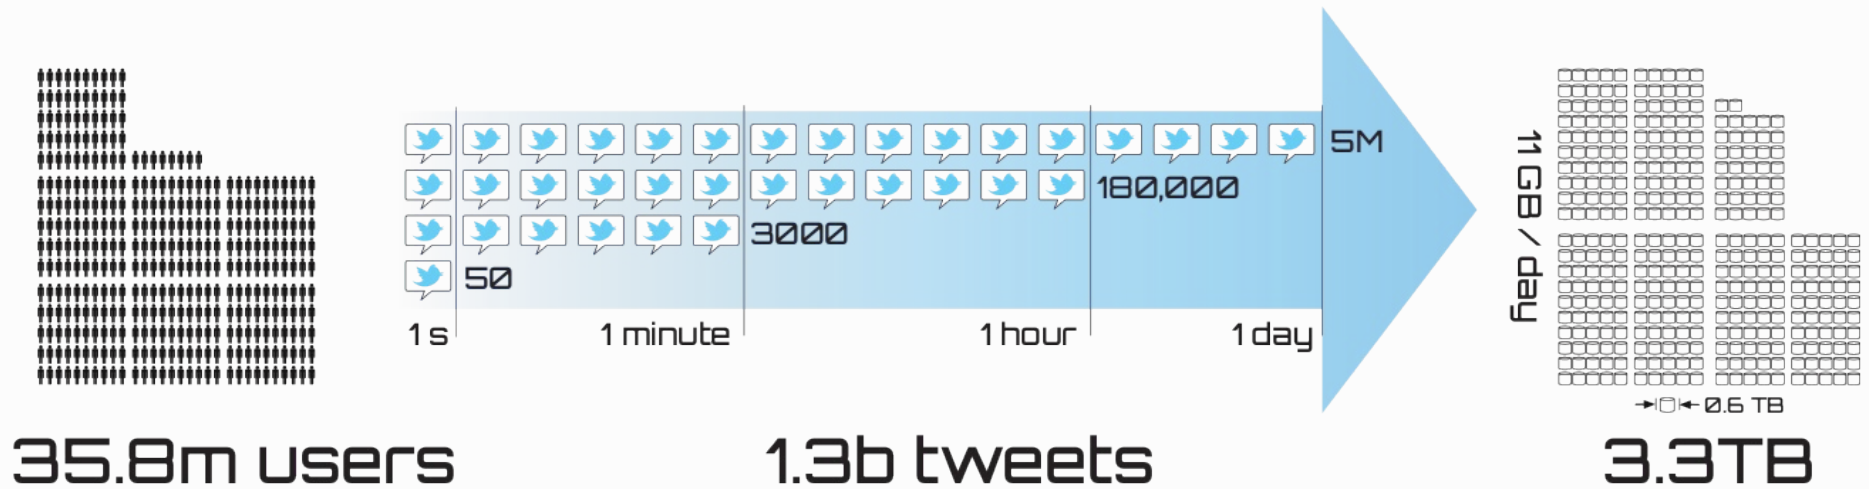 5M
180,000
3000
50
1 s
1 minute
1 hour
1 day
11 GB / day
0.6 TB
35.8m users
1.3b tweets
3.3TB